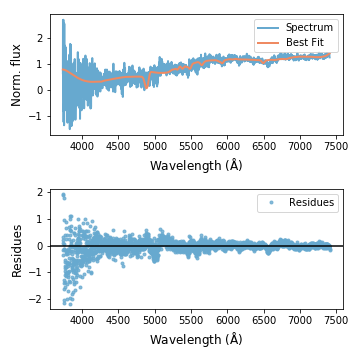 2
1
0
−1
Norm. flux
Spectrum
Best Fit
4000 4500 5000 5500 6000 6500 7000 7500
Wavelength (Å)
2
1
0
−1
−2
Residues
Residues
4000 4500 5000 5500 6000 6500 7000 7500
Wavelength (Å)